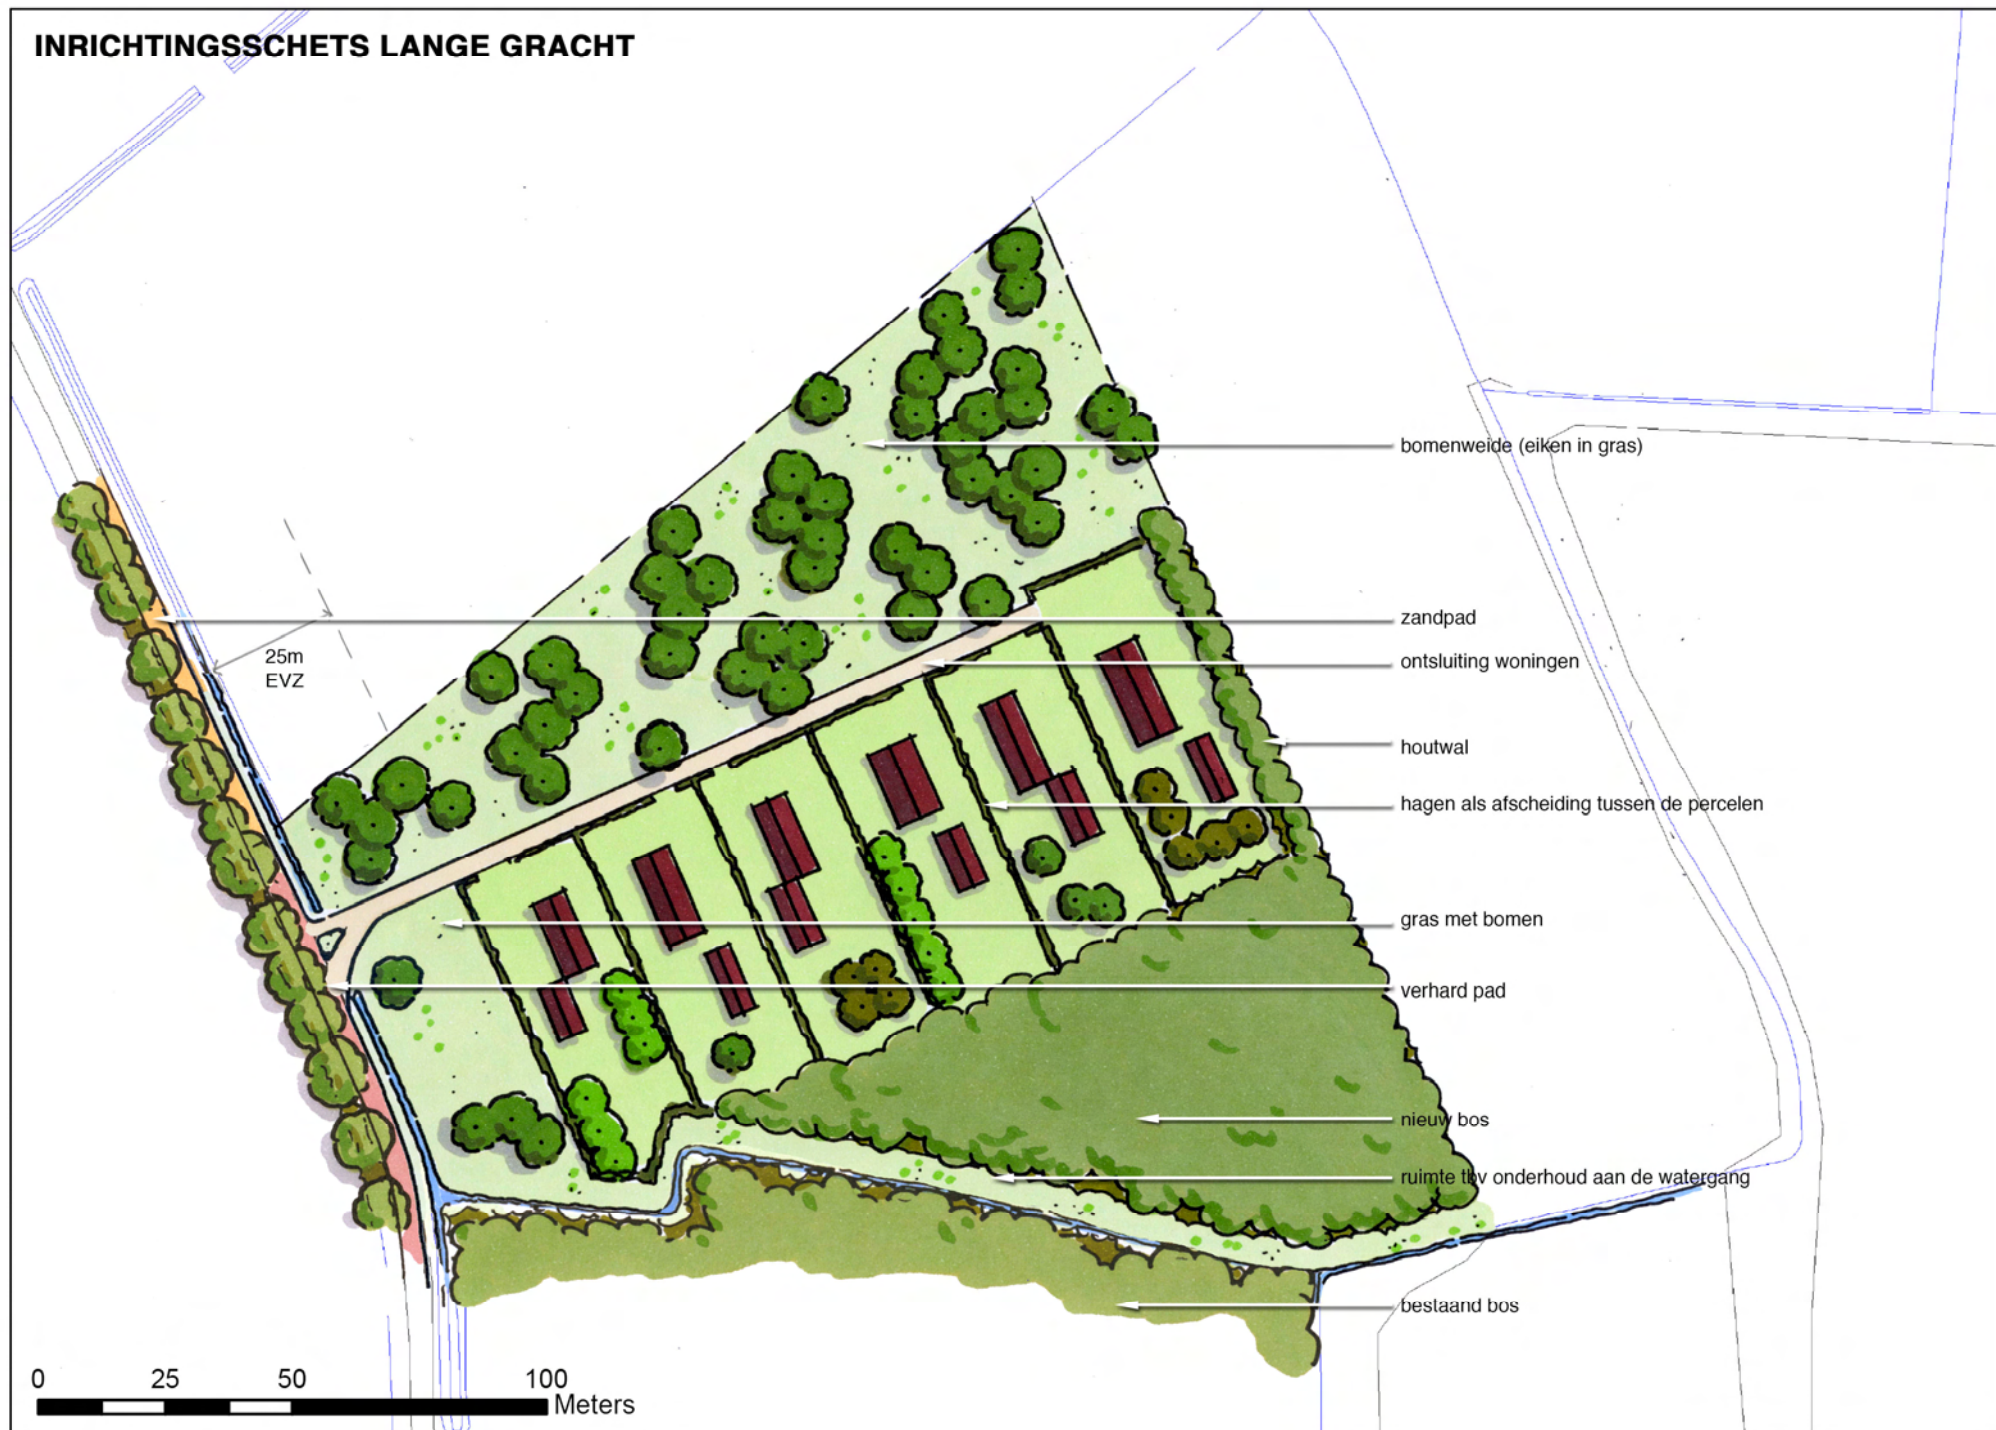 INRICHTINGSSCHETS LANGE GRACHT
bomenweide (eiken in gras)
zandpad
25m
EVZ
ontsluiting woningen
houtwal
hagen als afscheiding tussen de percelen
gras met bomen
verhard pad
nieuw bos
ruimte tbv onderhoud aan de watergang
bestaand bos
0 25 50 100
Meters